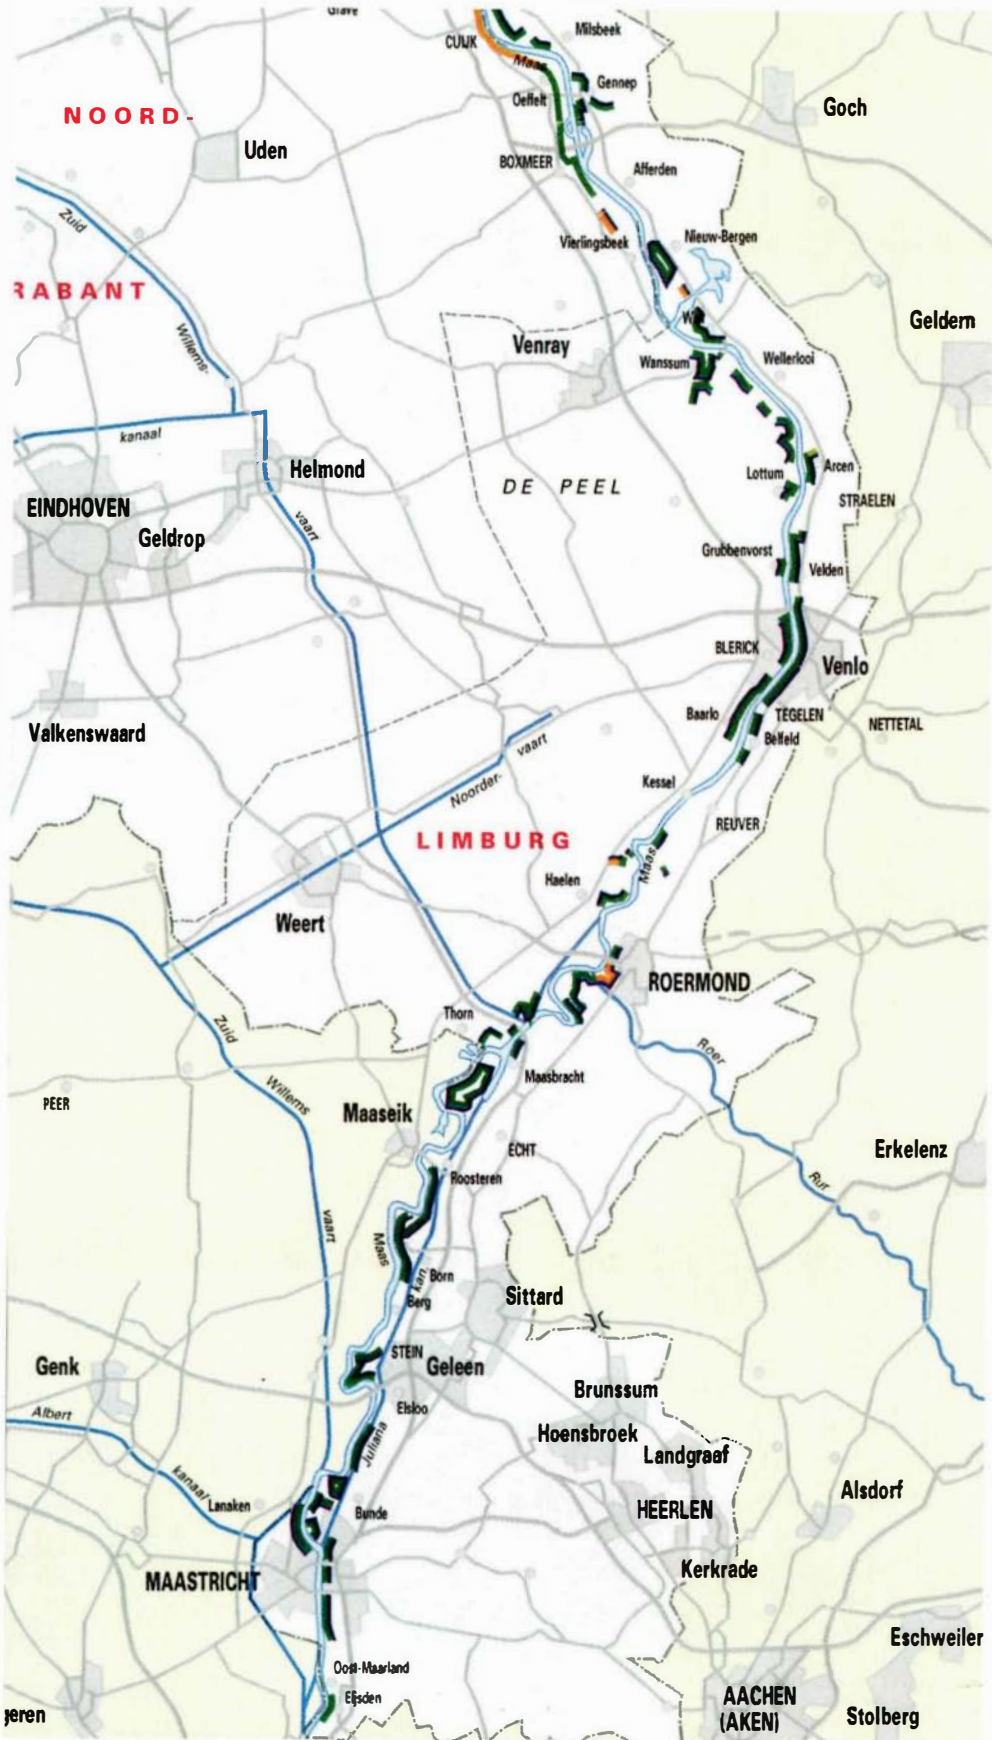 Grave
Milsbeek
CUIJK
Maas
Gennep
Oeffelt
Goch
NOORD-
Uden
BOXMEER
Afferden
Zuid
Vierlingsbeek
Nieuw-Bergen
RABANT
Willems-
W
Geldern
Venray
Wanssum
Wellerlooi
kanaal
Helmond
DE PEEL
Lottum
Arcen
EINDHOVEN
STRAELEN
vaart
Geldrop
Grubbenvorst
Velden
BLERICK
Venlo
Baarlo
TEGELEN
NETTETAL
Valkenswaard
Belfeld
vaart
Kessel
Noorder-
REUVER
LIMBURG
Maas
Haelen
Weert
ROERMOND
Thorn
Zuid
Roer
Maasbracht
Willems
PEER
Maaseik
ECHT
Erkelenz
Roosteren
Rur
vaart
Maas
Born
kan.
Berg
Sittard
STEIN
Genk
Geleen
Brunssum
Elsloo
Albert
Hoensbroek
Juliana
Landgraaf
kanaal
Alsdorf
Lanaken
Bunde
HEERLEN
MAASTRICHT
Kerkrade
Eschweiler
Oost-Maarland
Eijsden
AACHEN
(AKEN)
geren
Stolberg